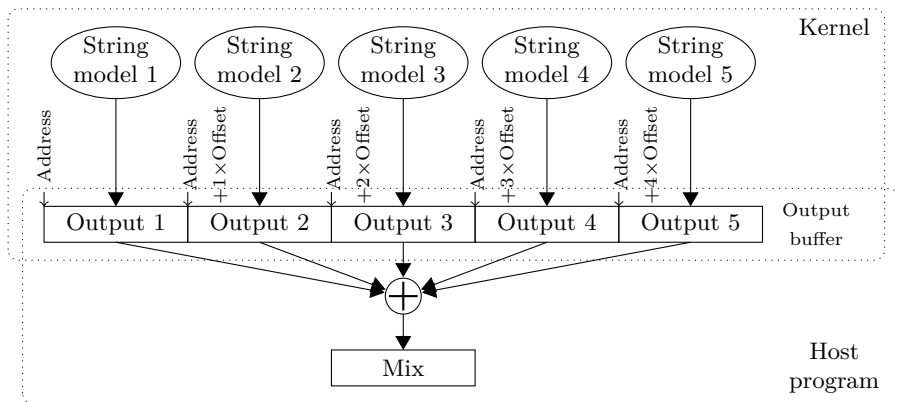 Kernel
String
model 1
String
model 2
String
model 3
String
model 4
String
model 5
Address
Address
+1×Offset
Address
+2×Offset
Address
+3×Offset
Address
+4×Offset
Output 1
Output 2
Output 3
Output 4
Output 5
Output
buffer
+
Mix
Host
program